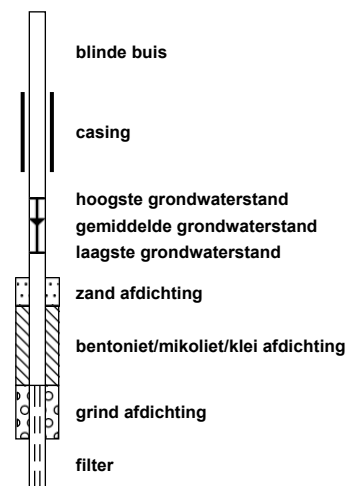 blinde buis
casing
hoogste grondwaterstand
gemiddelde grondwaterstand
laagste grondwaterstand
zand afdichting
bentoniet/mikoliet/klei afdichting
grind afdichting
filter